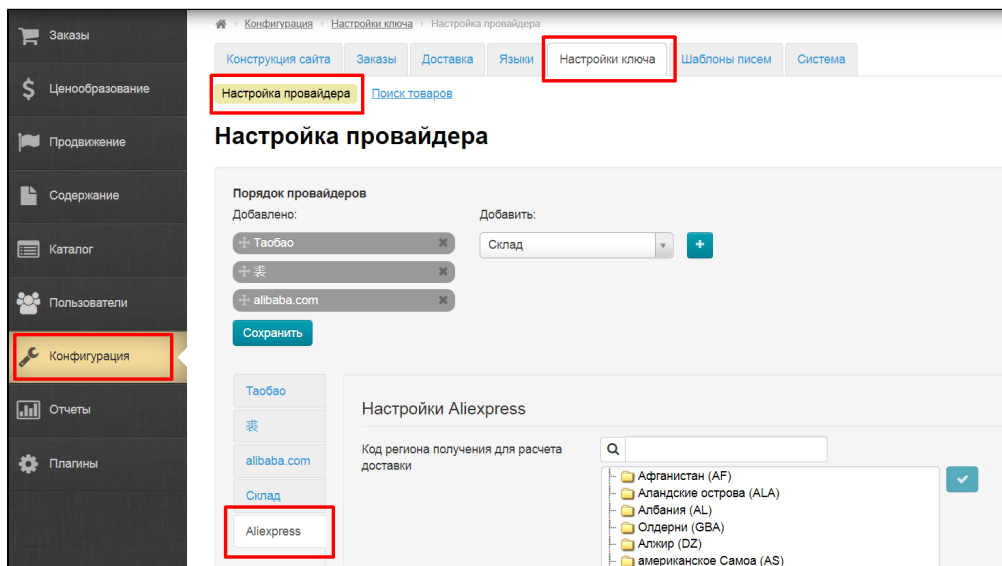 Конфигурация Настройки ключа Настройка провайдера
Заказы
Ценообразование
Продвижение
Содержание
Каталог
Пользователи
Конфигурация
Отчеты
Плагины
Конструкция сайта Заказы Доставка Языки Настройки ключа Шаблоны писем Система
Настройка провайдера Поиск товаров
Настройка провайдера
Порядок провайдеров
Добавлено: Добавить:
Таобао Склад
裘
alibaba.com
Сохранить
Таобао
裘
alibaba.com
Склад
Aliexpress
Настройки Aliexpress
Код региона получения для расчета
доставки
Афганистан (AF)
Аландские острова (ALA)
Албания (AL)
Олдерни (GBA)
Алжир (DZ)
американское Самоа (AS)